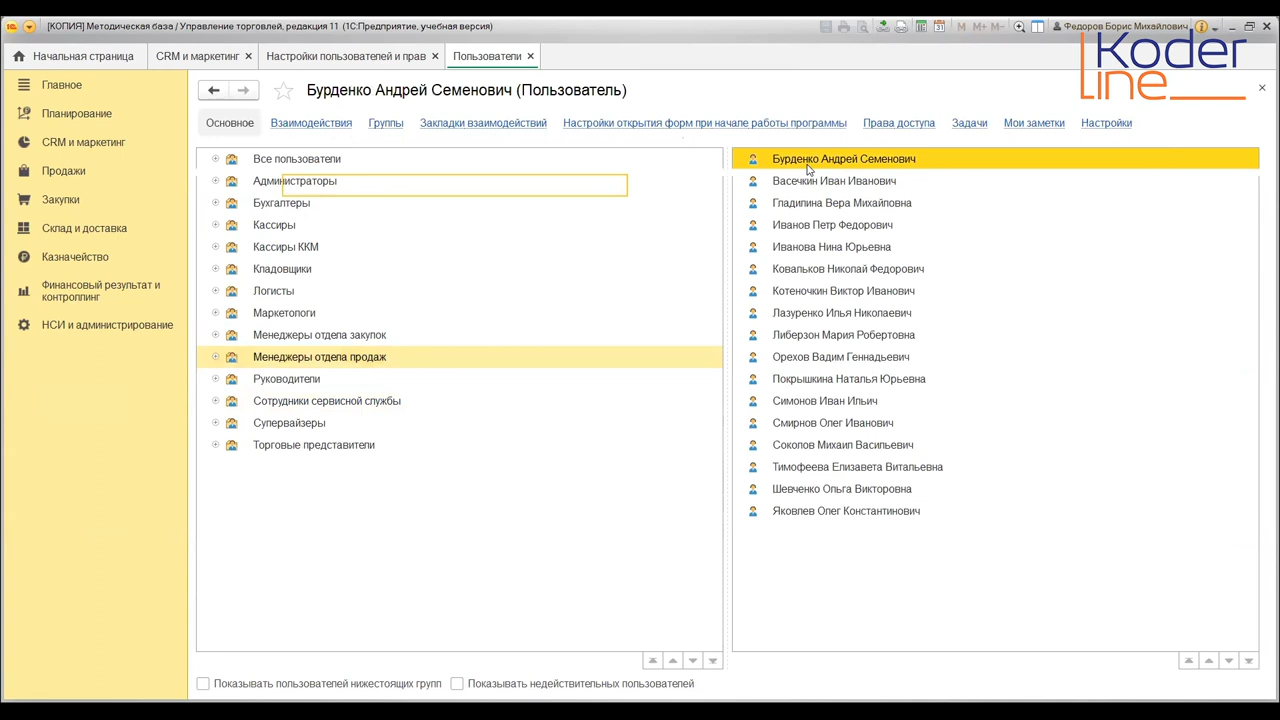 [КОПИЯ] Методическая база / Управление торговлей, редакция 11 (1С:Предприятие, учебная версия)
M M+ M-
Федоров Борис Михайлович
Koder
line
Начальная страница
CRM и маркетинг ×
Настройки пользователей и прав ×
Пользователи ×
Главное
Планирование
CRM и маркетинг
Продажи
Закупки
Склад и доставка
Казначейство
Финансовый результат и
контроллинг
НСИ и администрирование
Бурденко Андрей Семенович (Пользователь)
Основное Взаимодействия Группы Закладки взаимодействий Настройки открытия форм при начале работы программы Права доступа Задачи Мои заметки Настройки
Все пользователи
Администраторы
Бухгалтеры
Кассиры
Кассиры ККМ
Кладовщики
Логисты
Маркетологи
Менеджеры отдела закупок
Менеджеры отдела продаж
Руководители
Сотрудники сервисной службы
Супервайзеры
Торговые представители
Бурденко Андрей Семенович
Васечкин Иван Иванович
Гладилина Вера Михайловна
Иванов Петр Федорович
Иванова Нина Юрьевна
Ковальков Николай Федорович
Котеночкин Виктор Иванович
Лазуренко Илья Николаевич
Либерзон Мария Робертовна
Орехов Вадим Геннадьевич
Покрышкина Наталья Юрьевна
Симонов Иван Ильич
Смирнов Олег Иванович
Соколов Михаил Васильевич
Тимофеева Елизавета Витальевна
Шевченко Ольга Викторовна
Яковлев Олег Константинович
Показывать пользователей нижестоящих групп
Показывать недействительных пользователей